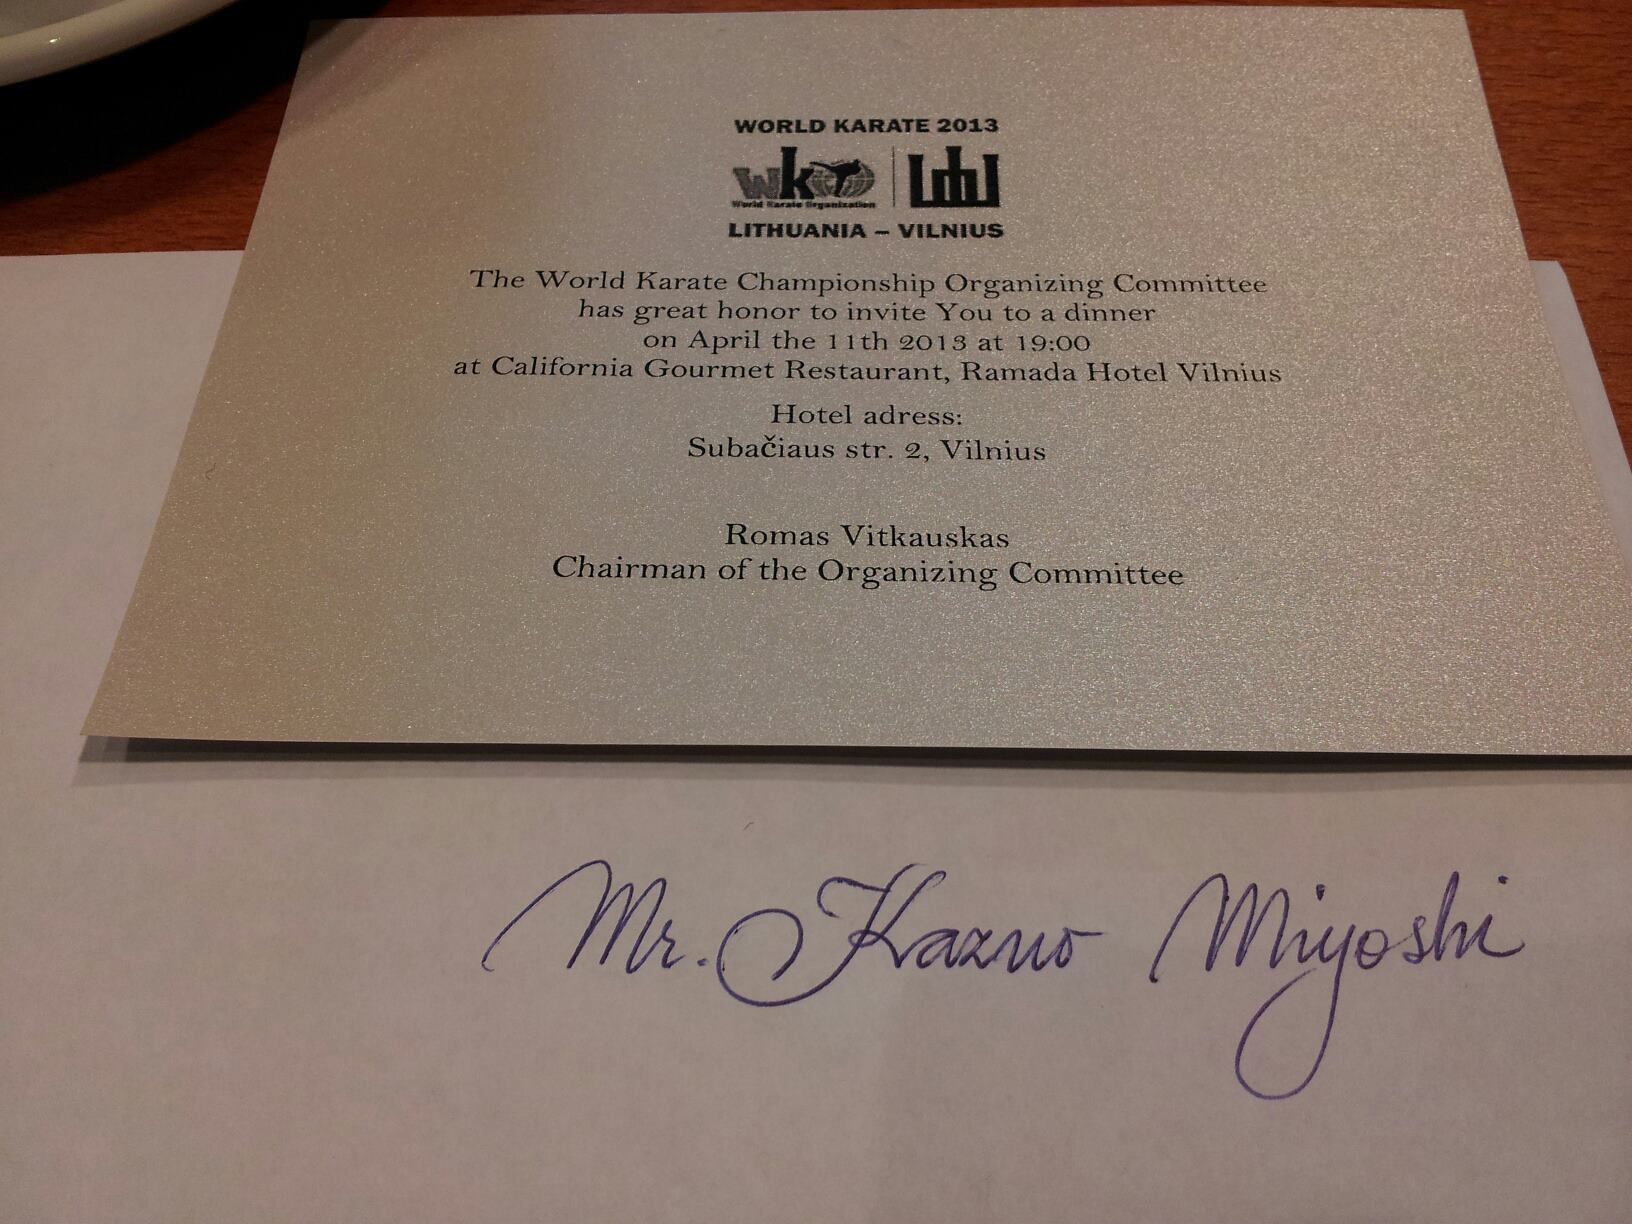 WORLD KARATE 2013
wko
World Karate Organization
LITHUANIA – VILNIUS
The World Karate Championship Organizing Committee
has great honor to invite You to a dinner
on April the 11th 2013 at 19:00
at California Gourmet Restaurant, Ramada Hotel Vilnius
Hotel adress:
Subačiaus str. 2, Vilnius
Romas Vitkauskas
Chairman of the Organizing Committee
Mr. Kazuo Miyoshi